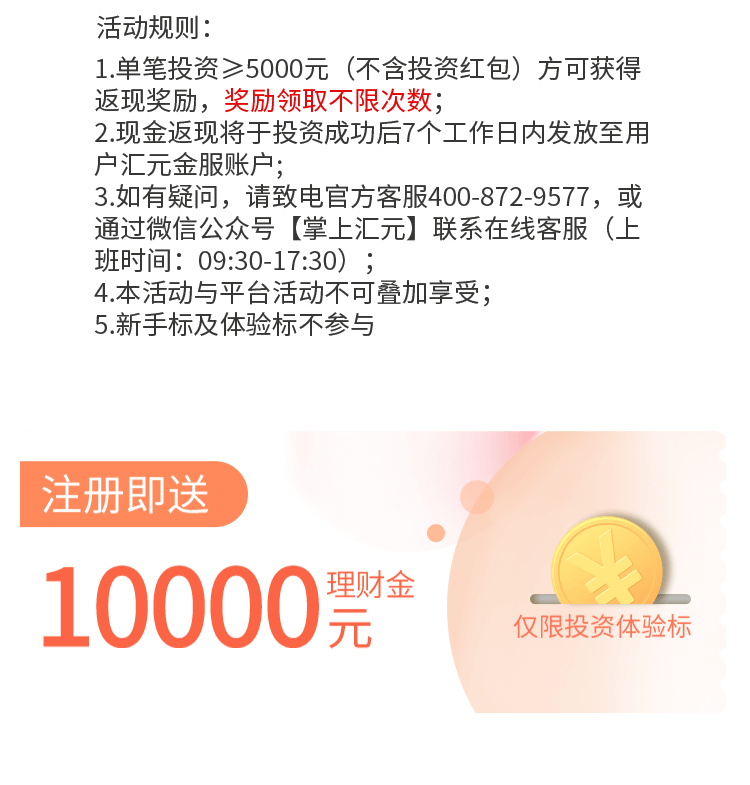 活动规则：
1.单笔投资≥5000元（不含投资红包）方可获得
返现奖励，奖励领取不限次数；
2.现金返现将于投资成功后7个工作日内发放至用
户汇元金服账户;
3.如有疑问，请致电官方客服400-872-9577，或
通过微信公众号【掌上汇元】联系在线客服（上
班时间：09:30-17:30）；
4.本活动与平台活动不可叠加享受；
5.新手标及体验标不参与
注册即送
10000元
理财金
仅限投资体验标